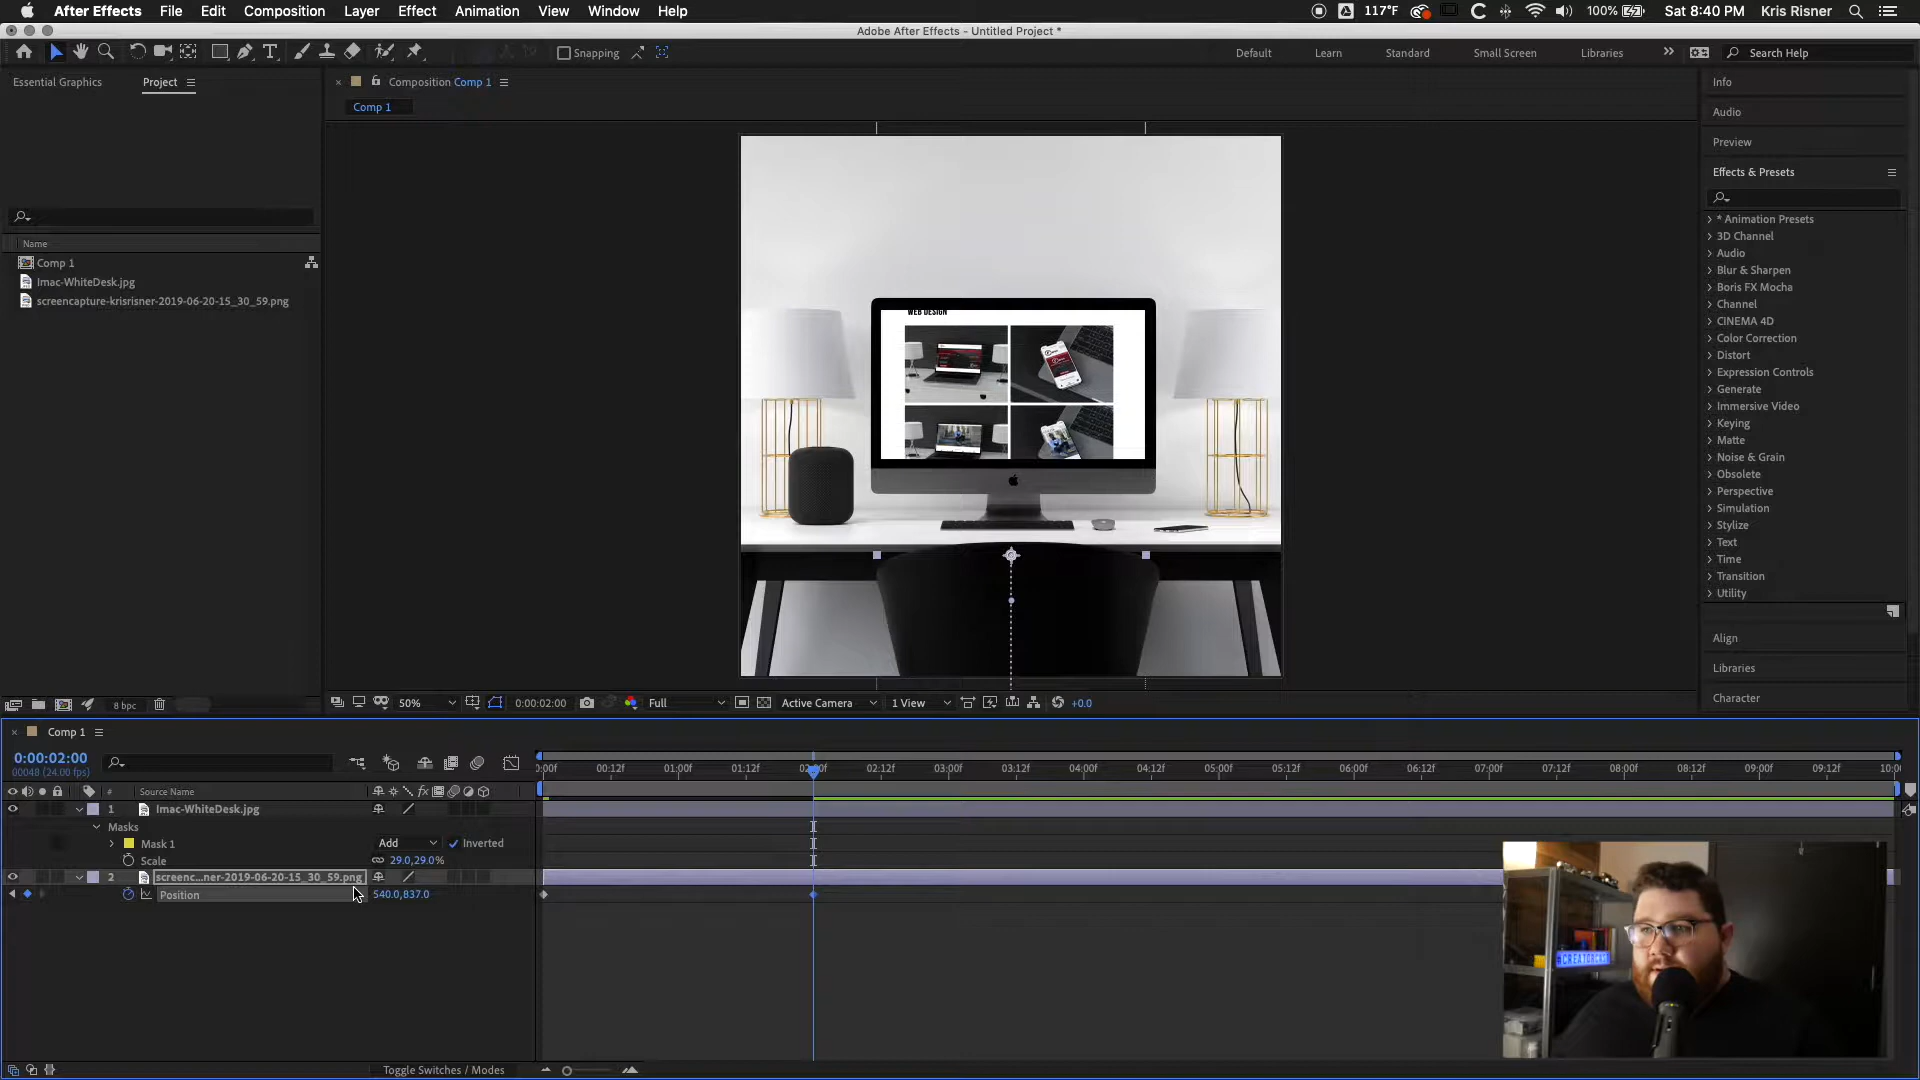 After Effects File Edit Composition Layer Effect Animation View Window Help 117°F 100% Sat 8:40 PM Kris Risner
Adobe After Effects - Untitled Project *
Snapping Default Learn Standard Small Screen Libraries Search Help
Essential Graphics Project
Composition Comp 1
Comp 1
Name
Comp 1
Imac-WhiteDesk.jpg
screencapture-krisrisner-2019-06-20-15_30_59.png
WEB DESIGN
Info
Audio
Preview
Effects & Presets
* Animation Presets
3D Channel
Audio
Blur & Sharpen
Boris FX Mocha
Channel
CINEMA 4D
Color Correction
Distort
Expression Controls
Generate
Immersive Video
Keying
Matte
Noise & Grain
Obsolete
Perspective
Simulation
Stylize
Text
Time
Transition
Utility
Align
Libraries
Character
8 bpc
50% 0:00:02:00 Full Active Camera 1 View +0.0
Comp 1
0:00:02:00
00048 (24.00 fps)
:00f 00:12f 01:00f 01:12f 02:00f 02:12f 03:00f 03:12f 04:00f 04:12f 05:00f 05:12f 06:00f 06:12f 07:00f 07:12f 08:00f 08:12f 09:00f 09:12f 10:0
# Source Name
1 Imac-WhiteDesk.jpg
Masks
Mask 1 Add Inverted
Scale 29.0,29.0%
2 screenc...ner-2019-06-20-15_30_59.png
Position 540.0,837.0
Toggle Switches / Modes